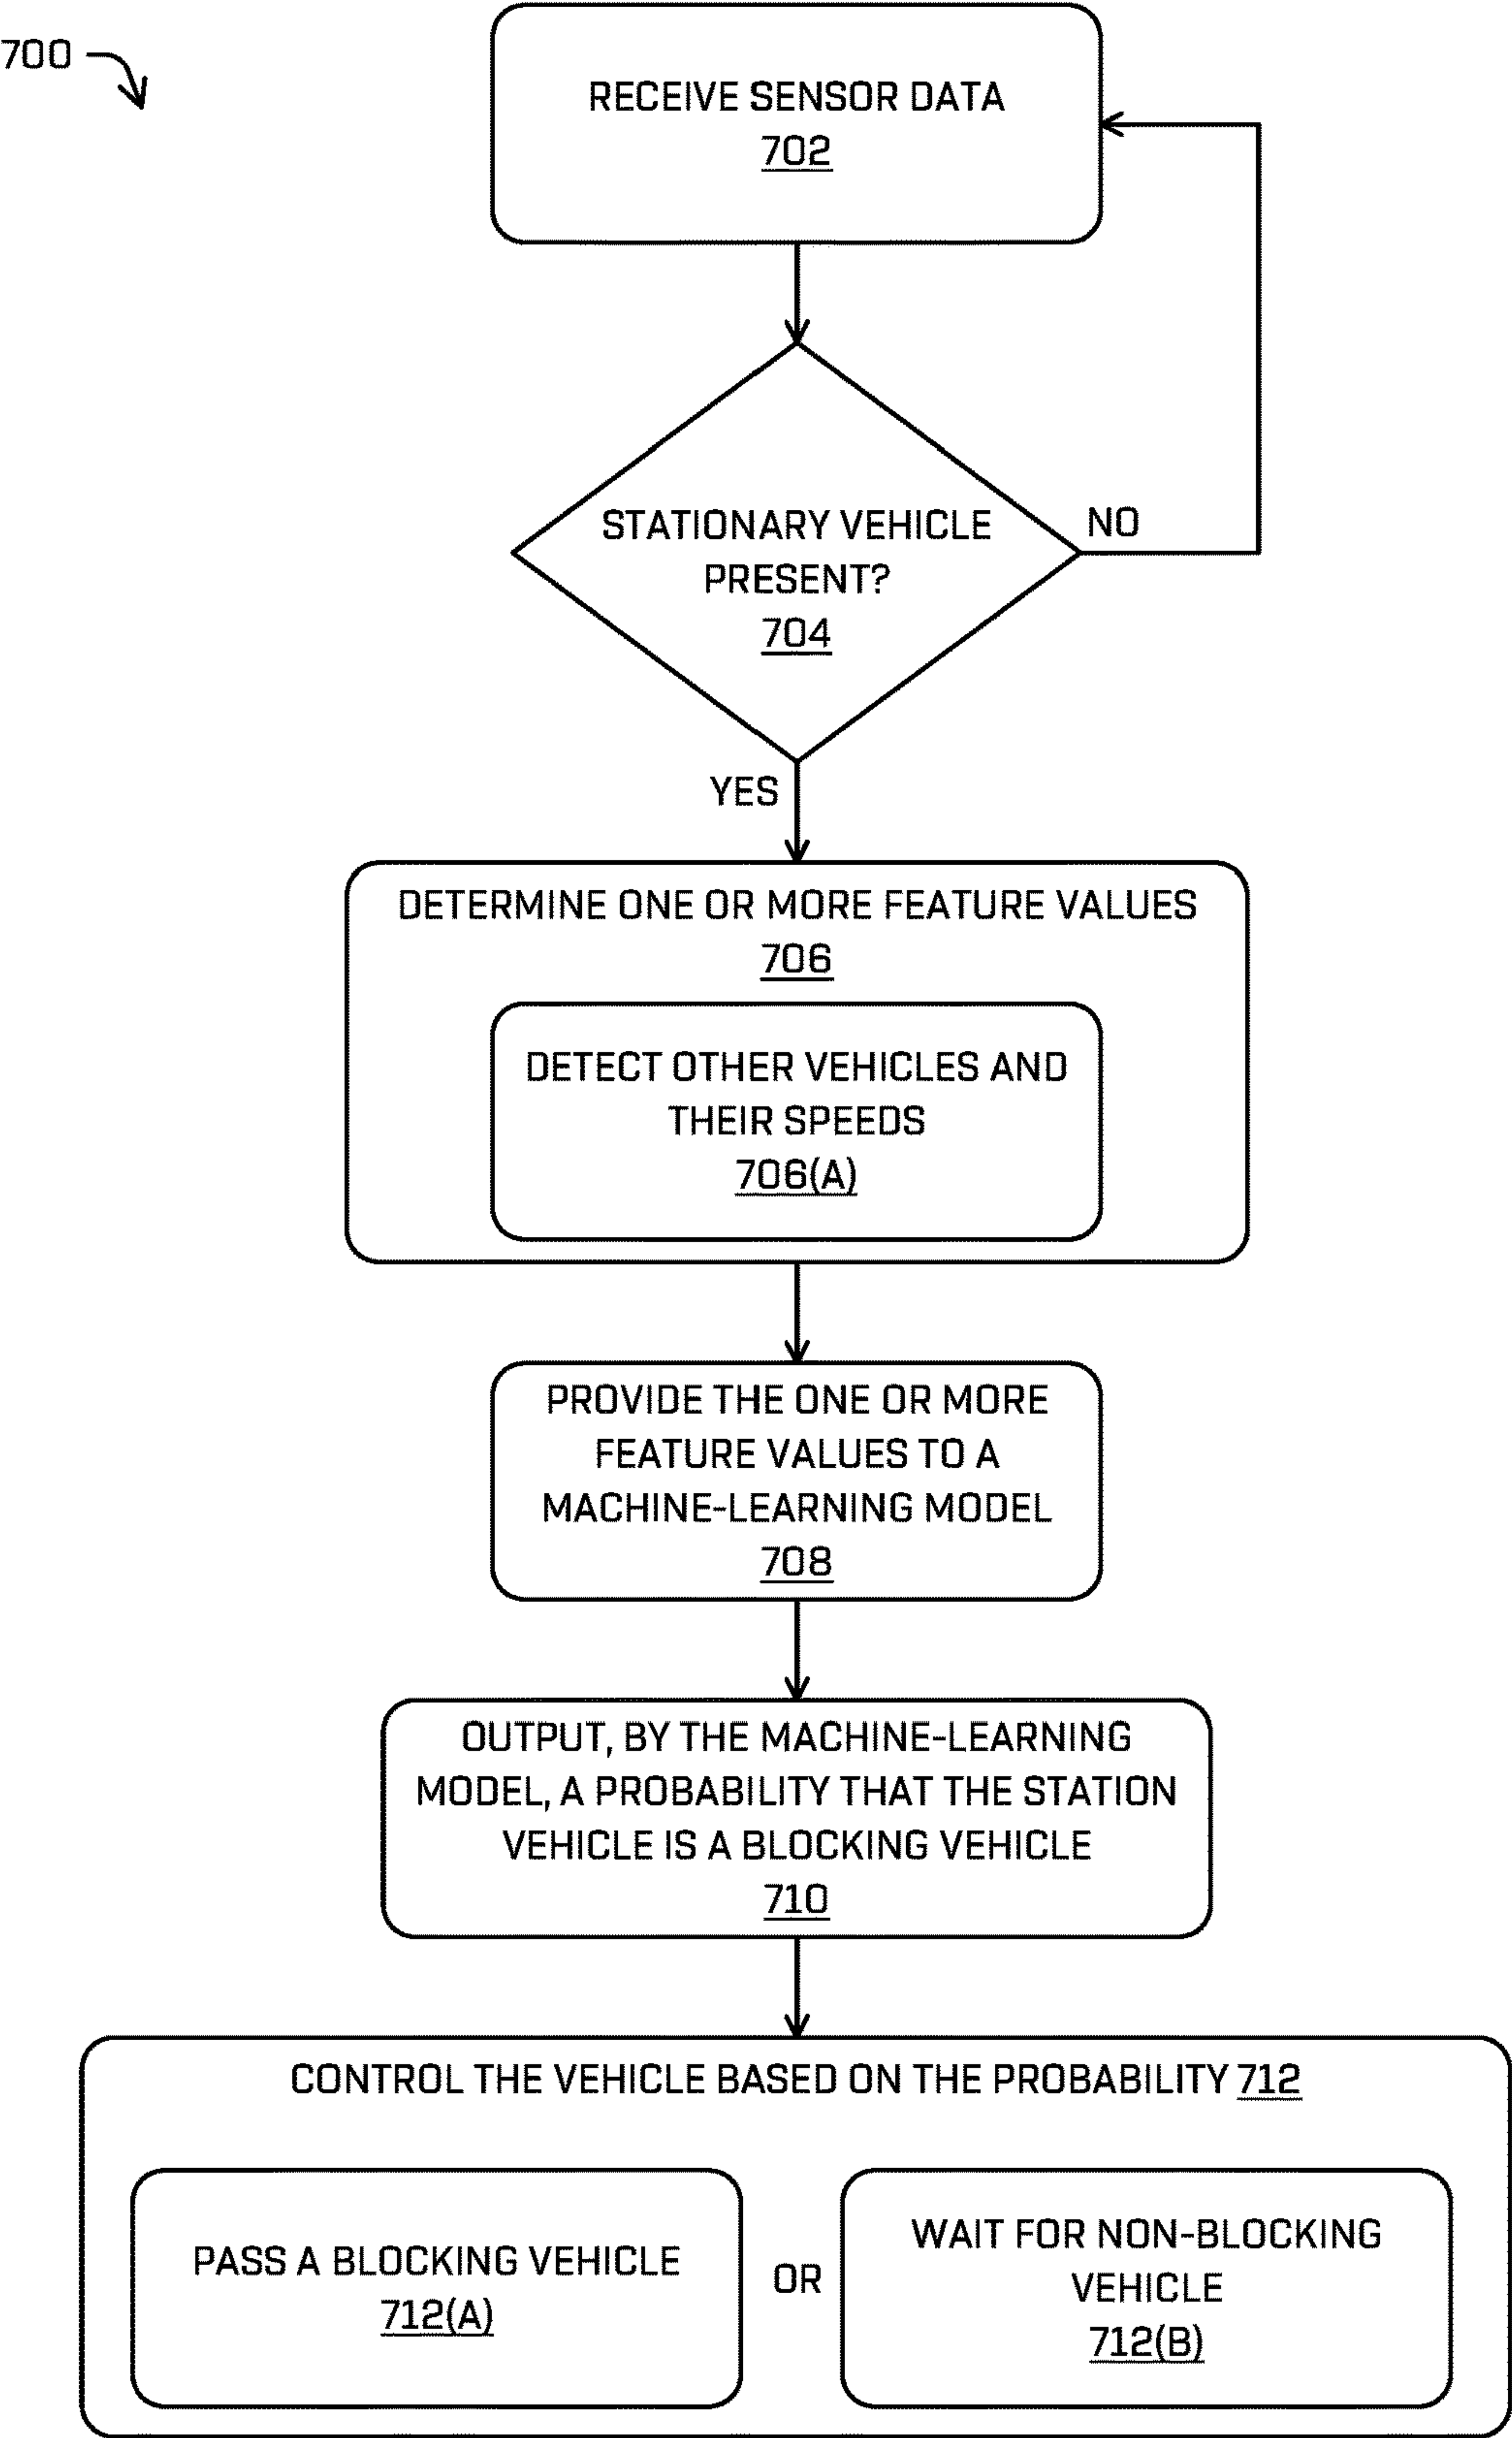 700
RECEIVE SENSOR DATA
702
STATIONARY VEHICLE
PRESENT?
704
NO
YES
DETERMINE ONE OR MORE FEATURE VALUES
706
DETECT OTHER VEHICLES AND
THEIR SPEEDS
706(A)
PROVIDE THE ONE OR MORE
FEATURE VALUES TO A
MACHINE-LEARNING MODEL
708
OUTPUT, BY THE MACHINE-LEARNING
MODEL, A PROBABILITY THAT THE STATION
VEHICLE IS A BLOCKING VEHICLE
710
CONTROL THE VEHICLE BASED ON THE PROBABILITY 712
PASS A BLOCKING VEHICLE
712(A)
OR
WAIT FOR NON-BLOCKING
VEHICLE
712(B)